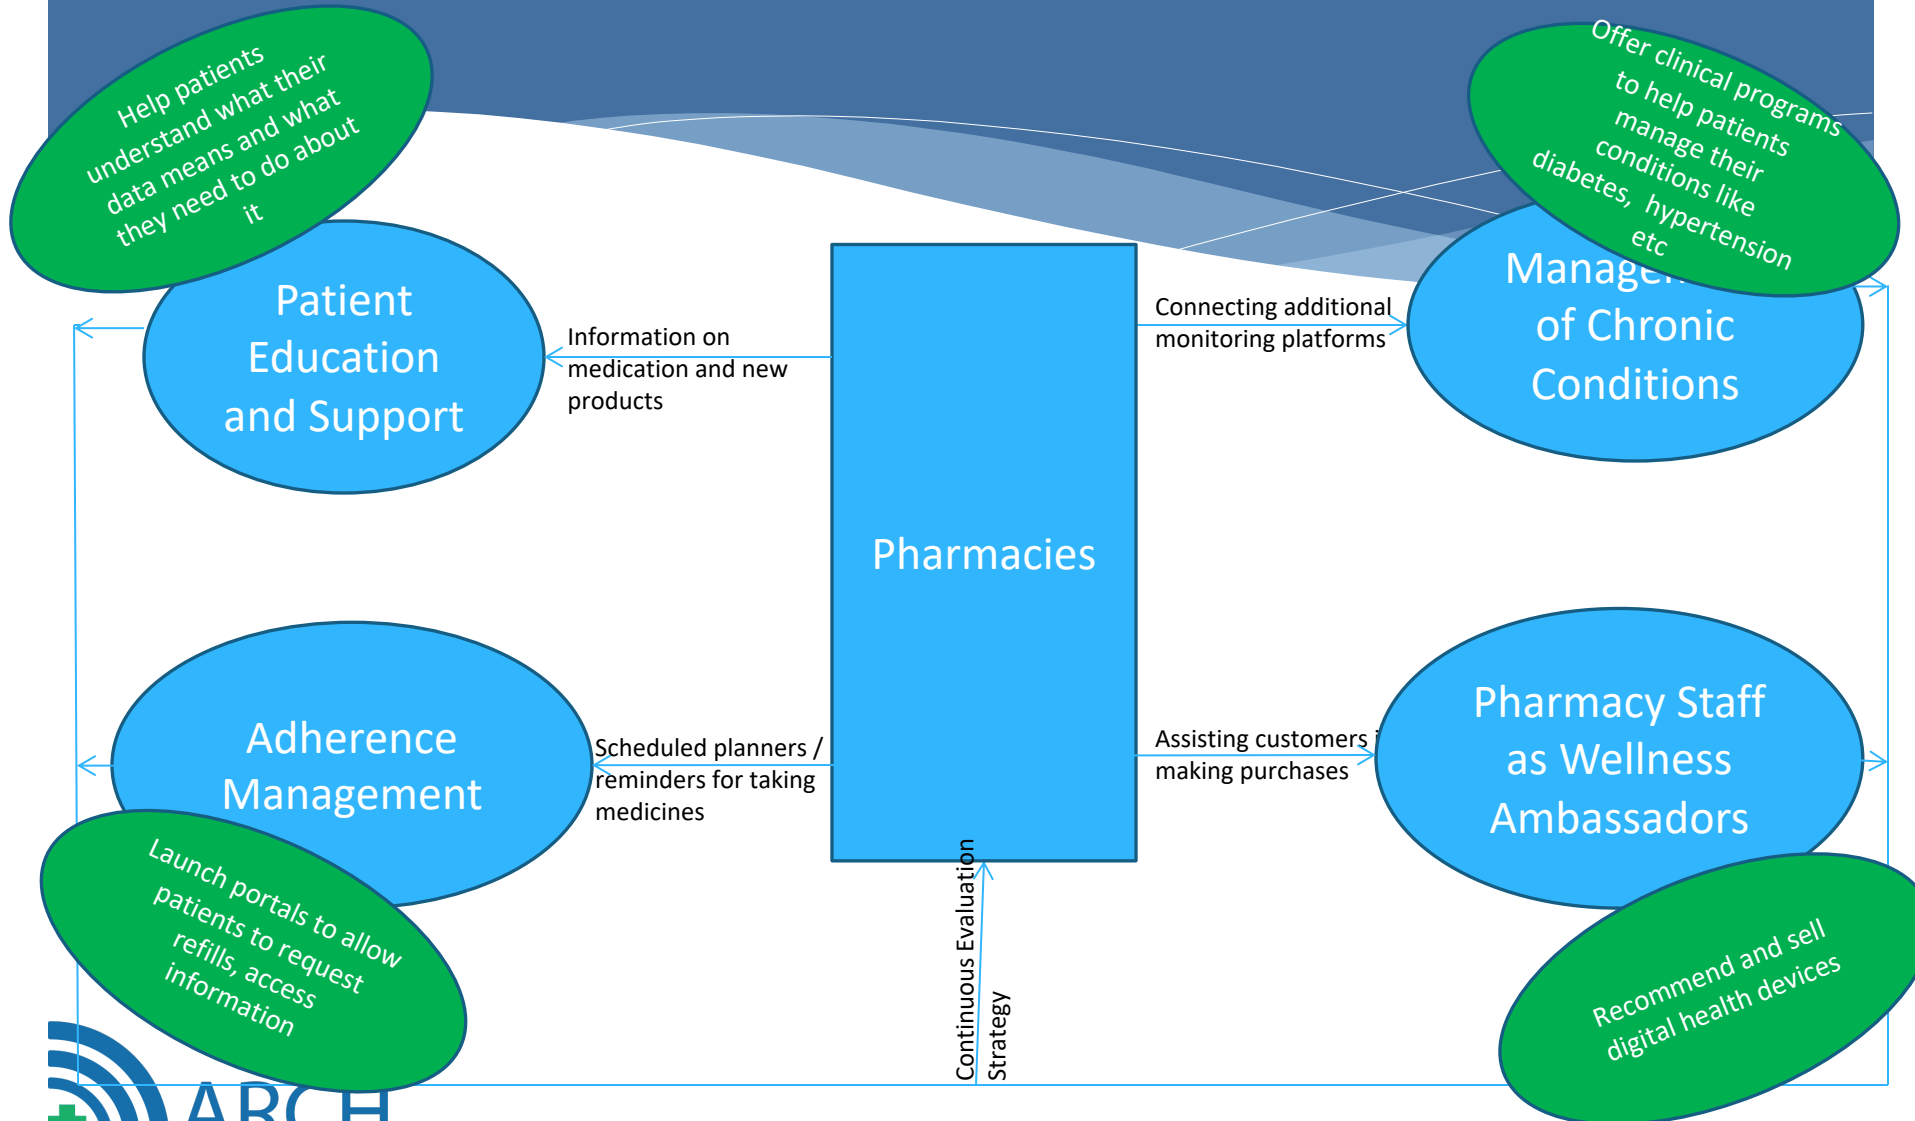 Help patients
understand what their
data means and what
they need to do about
it
Offer clinical programs
to help patients
manage their
conditions like
diabetes, hypertension
etc
Patient
Education
and Support
Information on
medication and new
products
Pharmacies
Connecting additional
monitoring platforms
of Chronic
Conditions
Adherence
Management
Scheduled planners /
reminders for taking
medicines
Assisting customers
making purchases
Pharmacy Staff
as Wellness
Ambassadors
Launch portals to allow
patients to request
refills, access
information
Continuous Evaluation
Strategy
Recommend and sell
digital health devices
ARCH